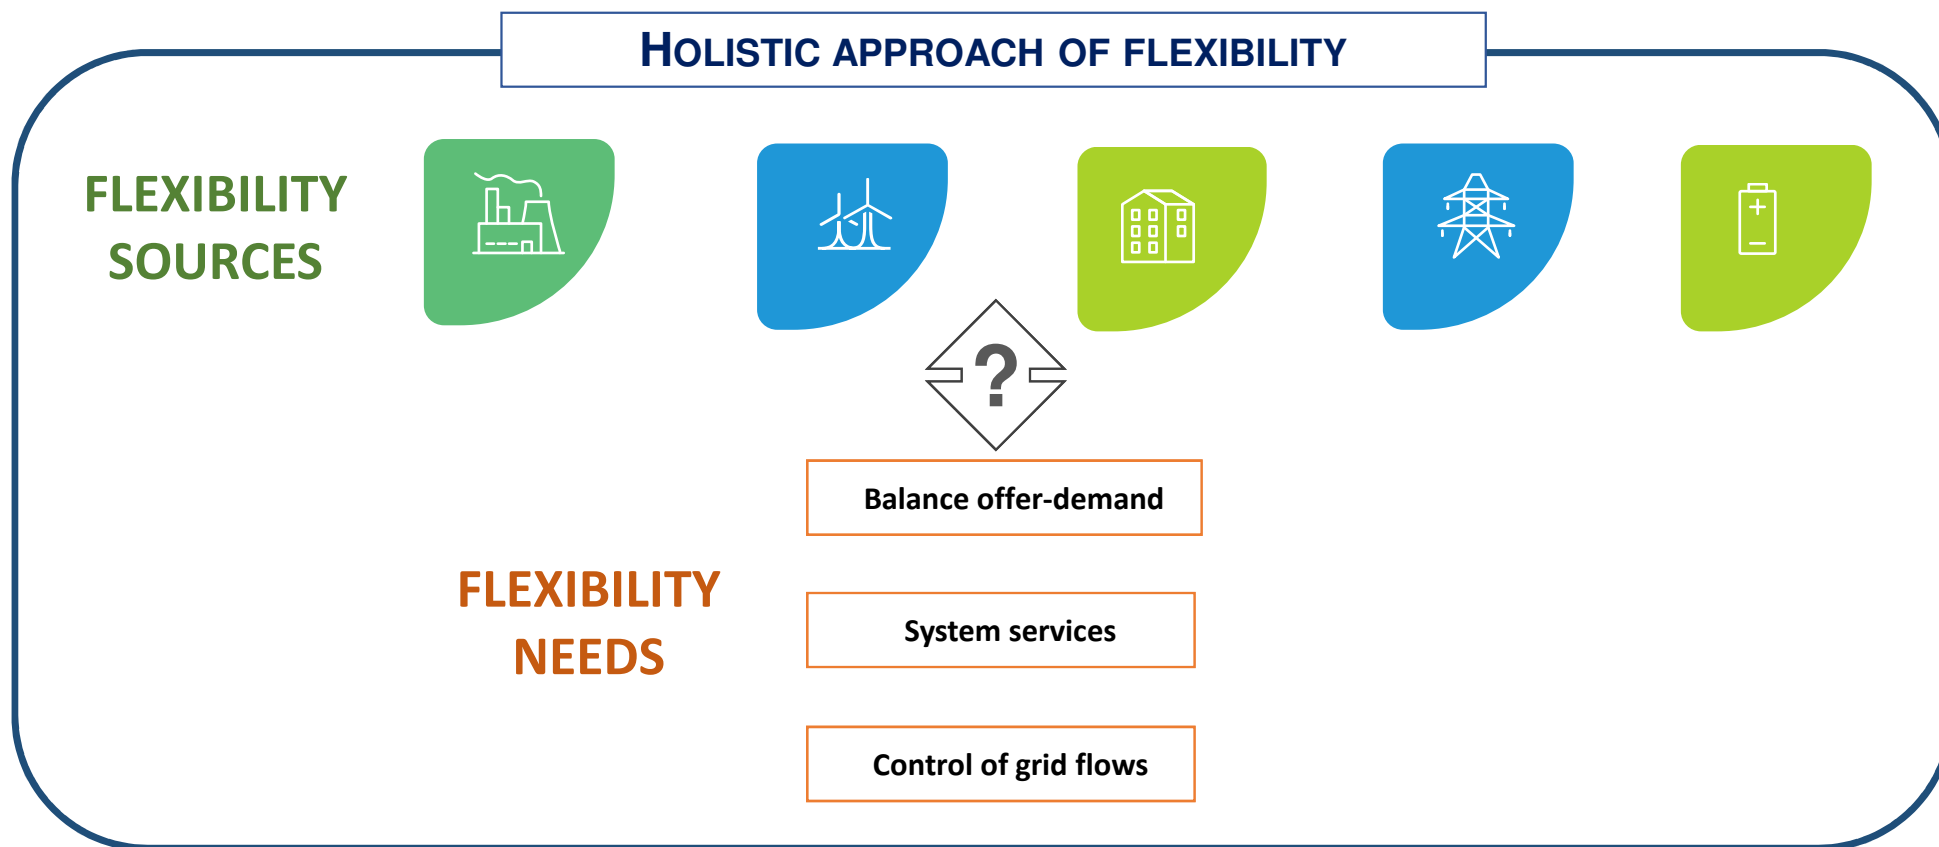 HOLISTIC APPROACH OF FLEXIBILITY
FLEXIBILITY
SOURCES
?
Balance offer-demand
FLEXIBILITY
NEEDS
System services
Control of grid flows